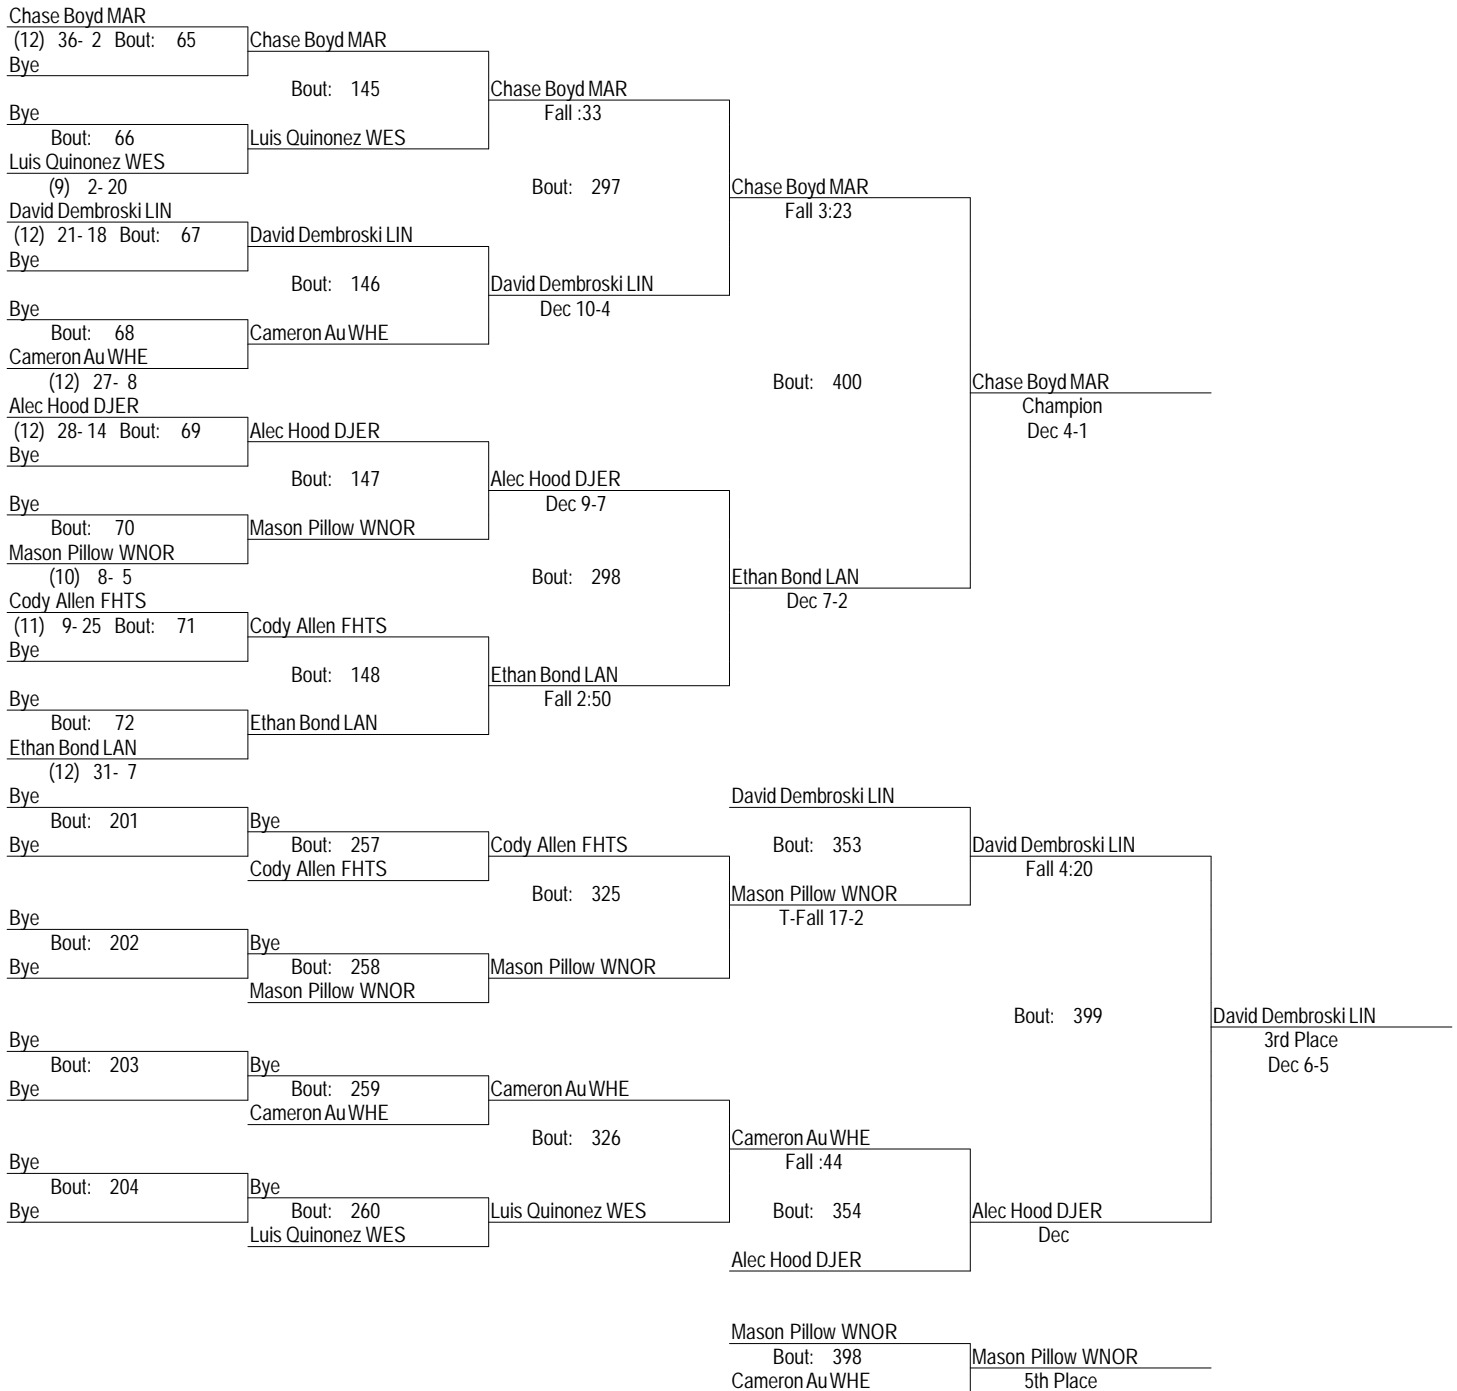 Chase Boyd MAR
(12) 36- 2 Bout: 65 Chase Boyd MAR
Bye
Bout: 145 Chase Boyd MAR
Bye Fall :33
Bout: 66 Luis Quinonez WES
Luis Quinonez WES
(9) 2- 20 Bout: 297 Chase Boyd MAR
David Dembroski LIN Fall 3:23
(12) 21- 18 Bout: 67 David Dembroski LIN
Bye
Bout: 146 David Dembroski LIN
Bye Dec 10-4
Bout: 68 Cameron Au WHE
Cameron Au WHE
(12) 27- 8 Bout: 400 Chase Boyd MAR
Alec Hood DJER Champion
(12) 28- 14 Bout: 69 Alec Hood DJER Dec 4-1
Bye
Bout: 147 Alec Hood DJER
Bye Dec 9-7
Bout: 70 Mason Pillow WNOR
Mason Pillow WNOR
(10) 8- 5 Bout: 298 Ethan Bond LAN
Cody Allen FHTS Dec 7-2
(11) 9- 25 Bout: 71 Cody Allen FHTS
Bye
Bout: 148 Ethan Bond LAN
Bye Fall 2:50
Bout: 72 Ethan Bond LAN
Ethan Bond LAN
(12) 31- 7
Bye David Dembroski LIN
Bout: 201 Bye
Bye Bout: 257 Cody Allen FHTS Bout: 353 David Dembroski LIN
Cody Allen FHTS Fall 4:20
Bout: 325 Mason Pillow WNOR
Bye T-Fall 17-2
Bout: 202 Bye
Bye Bout: 258 Mason Pillow WNOR
Mason Pillow WNOR
Bout: 399 David Dembroski LIN
Bye 3rd Place
Bout: 203 Bye Dec 6-5
Bye Bout: 259 Cameron Au WHE
Cameron Au WHE
Bout: 326 Cameron Au WHE
Bye Fall :44
Bout: 204 Bye
Bye Bout: 260 Luis Quinonez WES Bout: 354 Alec Hood DJER
Luis Quinonez WES Dec
Alec Hood DJER
Mason Pillow WNOR
Bout: 398 Mason Pillow WNOR
Cameron Au WHE 5th Place